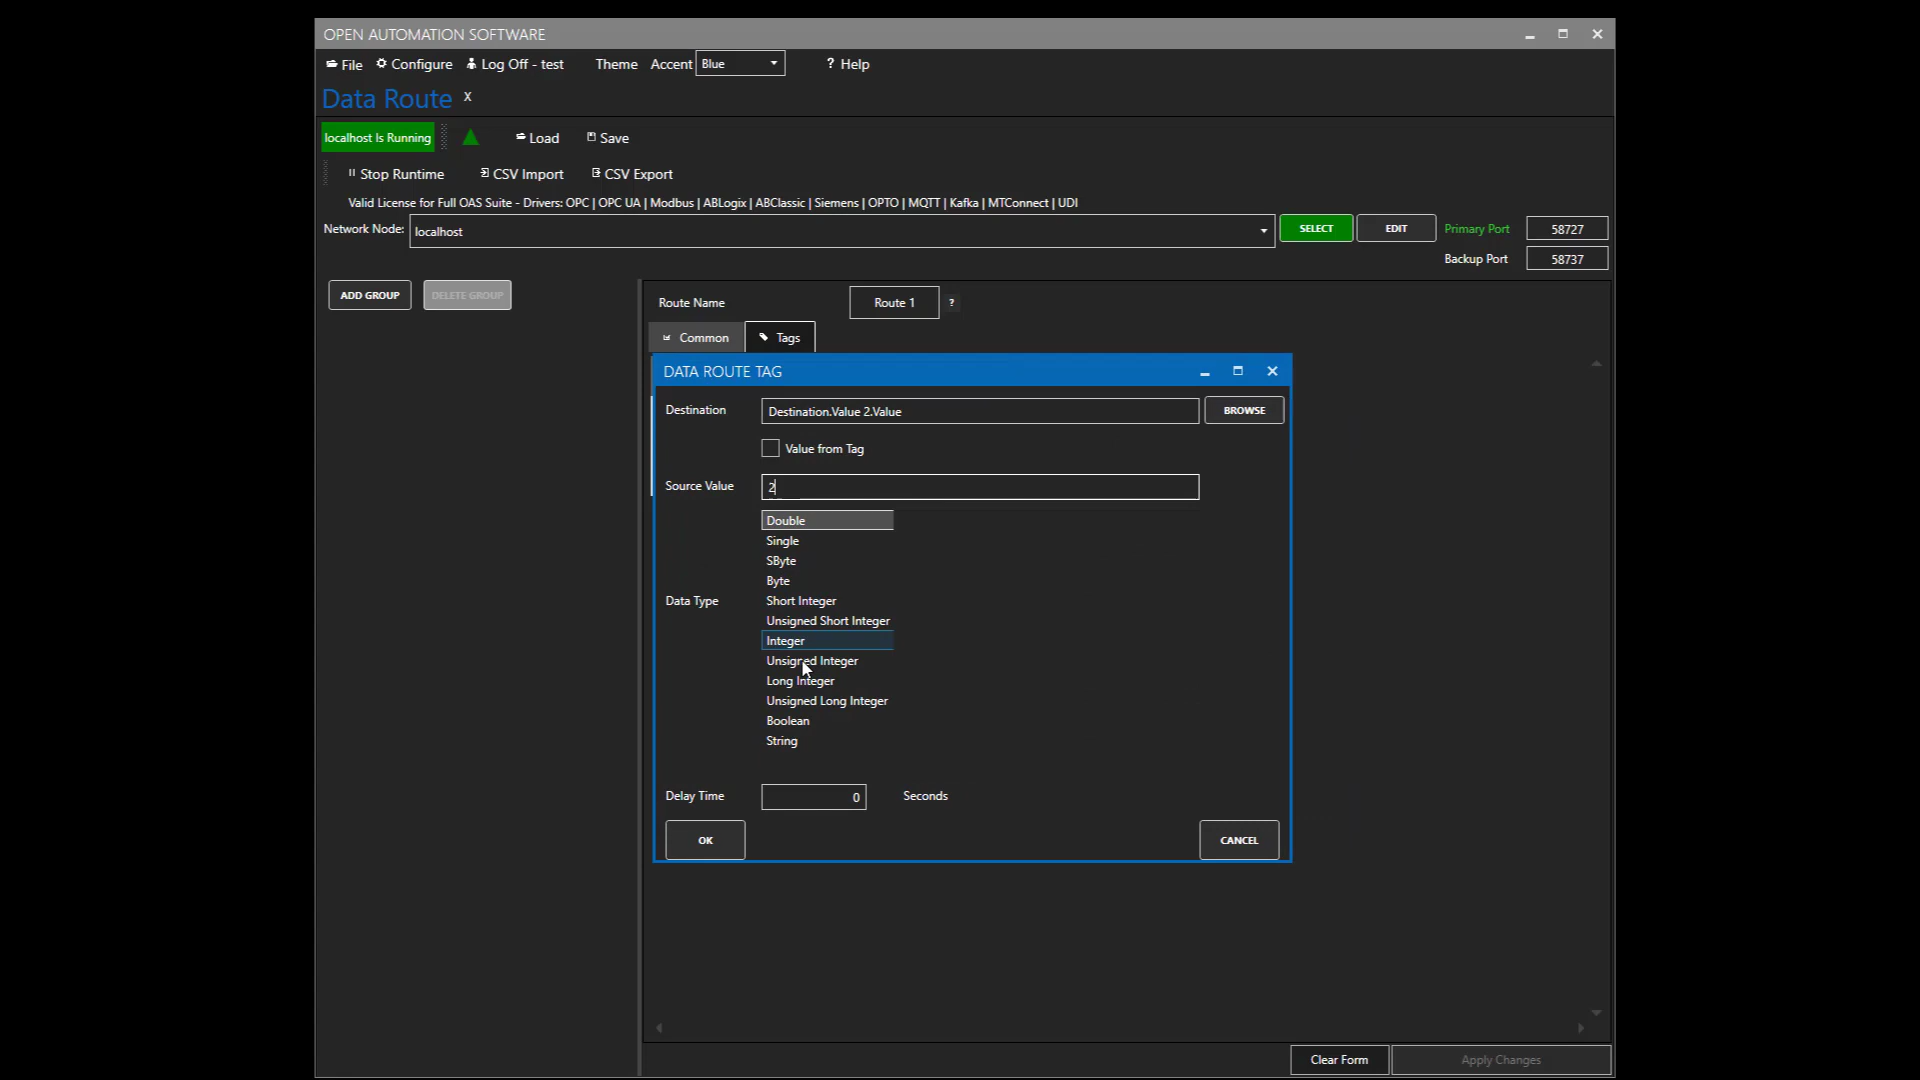 OPEN AUTOMATION SOFTWARE
File Configure Log Off - test Theme Accent Blue ? Help
Data Route X
localhost Is Running Load Save
Stop Runtime CSV Import CSV Export
Valid License for Full OAS Suite - Drivers: OPC | OPC UA | Modbus | ABLogix | ABClassic | Siemens | OPTO | MQTT | Kafka | MTConnect | UDI
Network Node: localhost SELECT EDIT Primary Port 58727
Backup Port 58737
ADD GROUP DELETE GROUP
Route Name Route 1 ?
Common Tags
DATA ROUTE TAG
Destination Destination.Value 2.Value BROWSE
Value from Tag
Source Value 2
Double
Single
SByte
Byte
Data Type Short Integer
Unsigned Short Integer
Integer
Unsigned Integer
Long Integer
Unsigned Long Integer
Boolean
String
Delay Time 0 Seconds
OK CANCEL
Clear Form Apply Changes